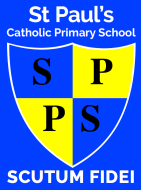 St Paul's
Catholic Primary School
S P
P S
SCUTUM FIDEI